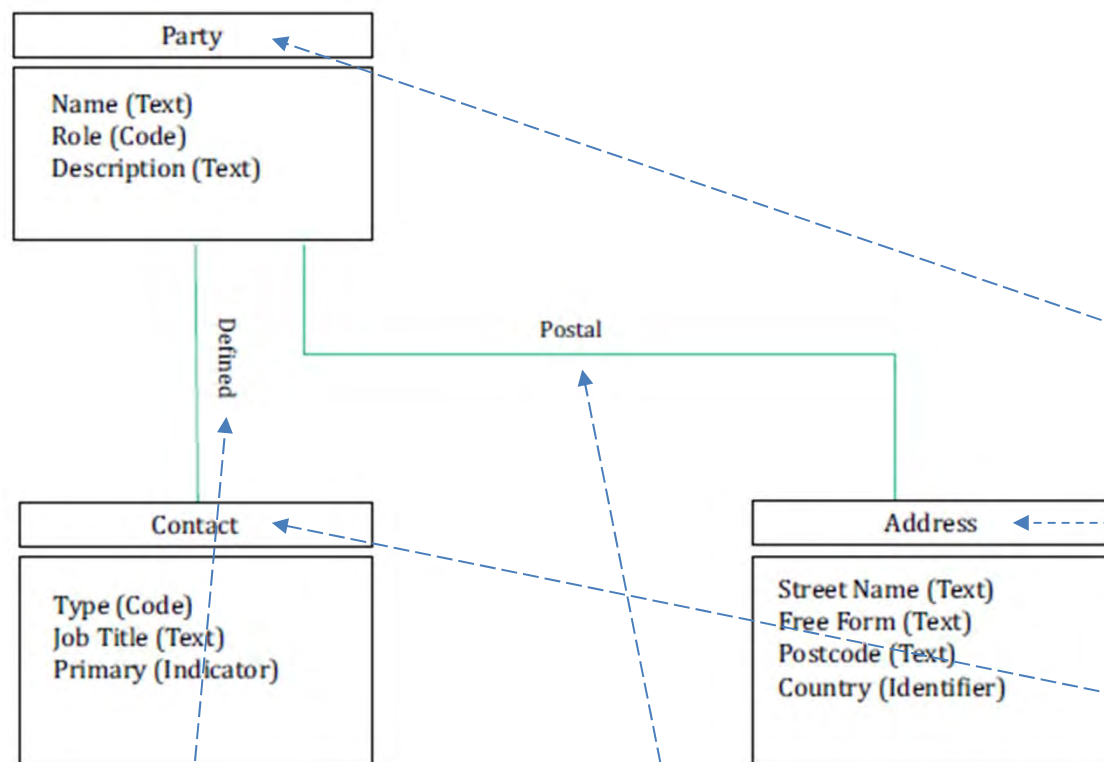 Party
Name (Text)
Role (Code)
Description (Text)
Defined
Postal
Contact
Type (Code)
Job Title (Text)
Primary (Indicator)
Address
Street Name (Text)
Free Form (Text)
Postcode (Text)
Country (Identifier)